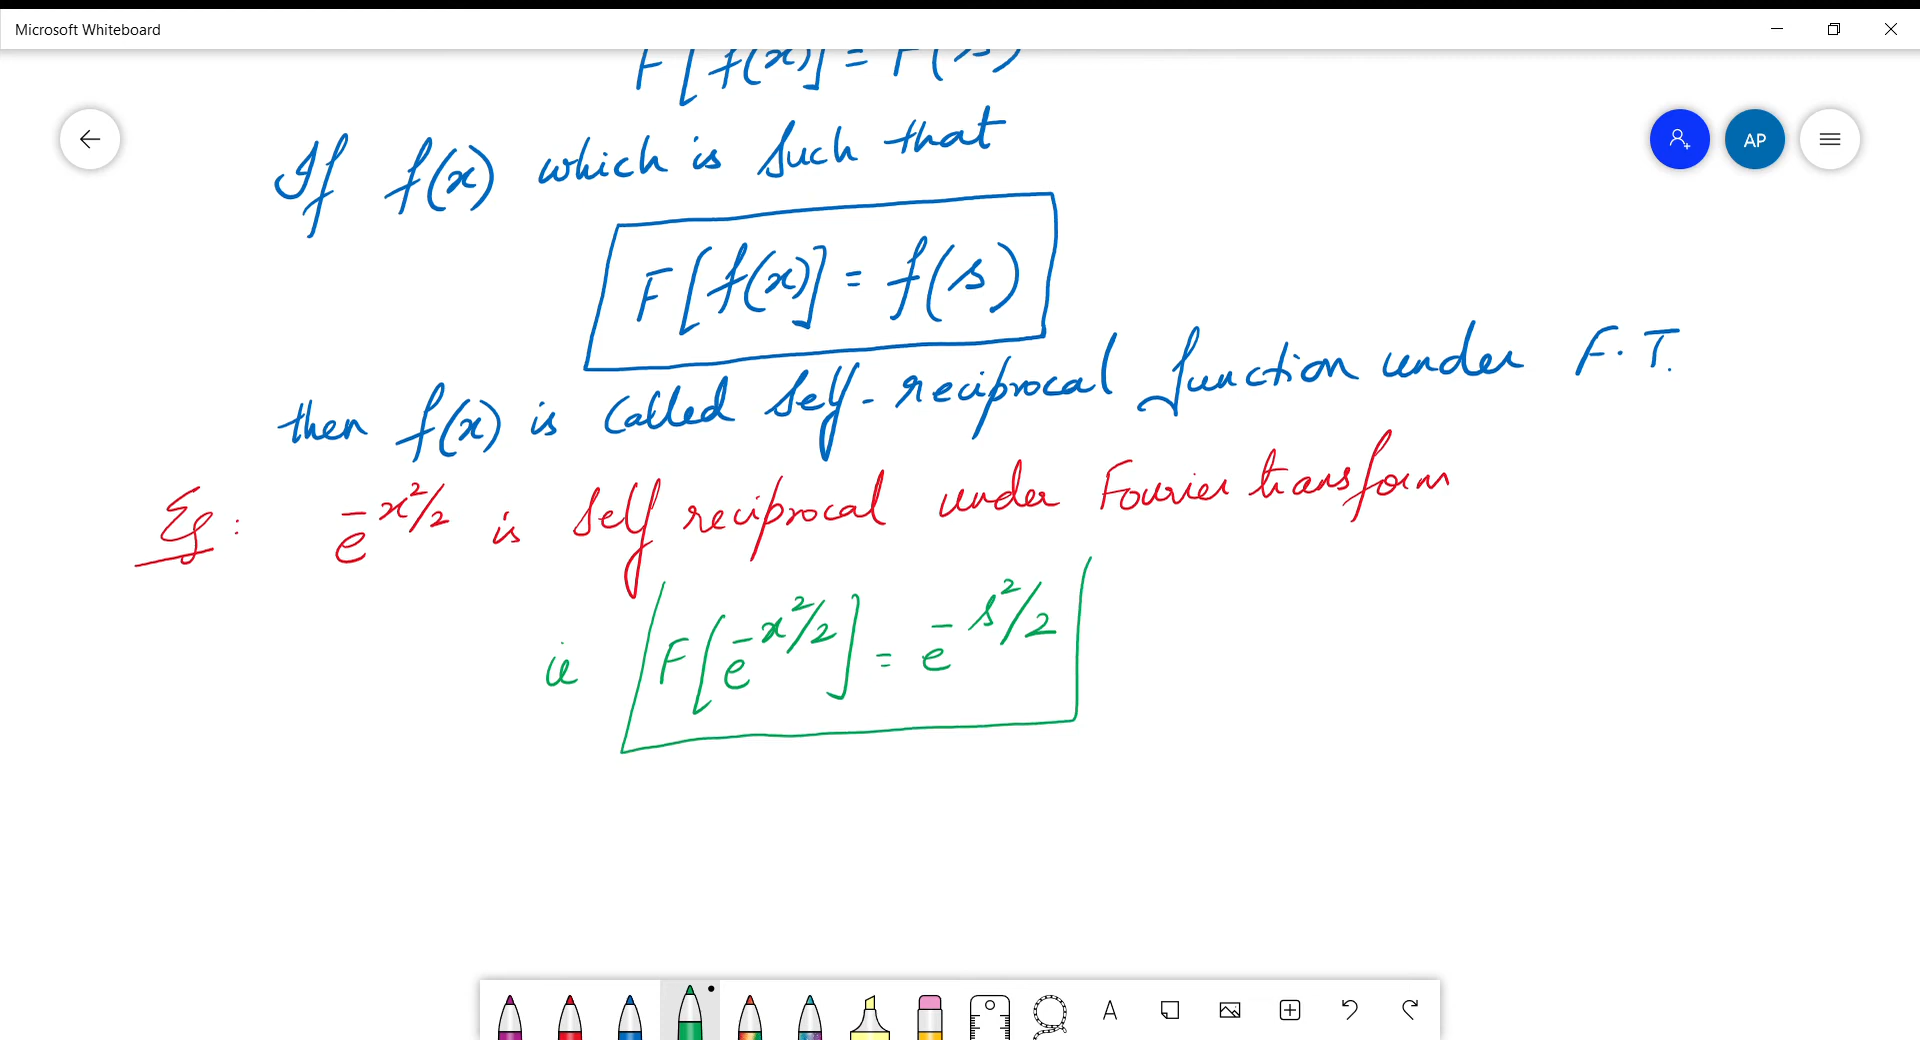 Microsoft Whiteboard
F[f(x)] = F(s)
If f(x) which is such that
F[f(x)] = f(s)
then f(x) is called self-reciprocal function under F.T.
Eg: e^{-x²/2} is self reciprocal under Fourier transform
ie F[e^{-x²/2}] = e^{-s²/2}
AP
A